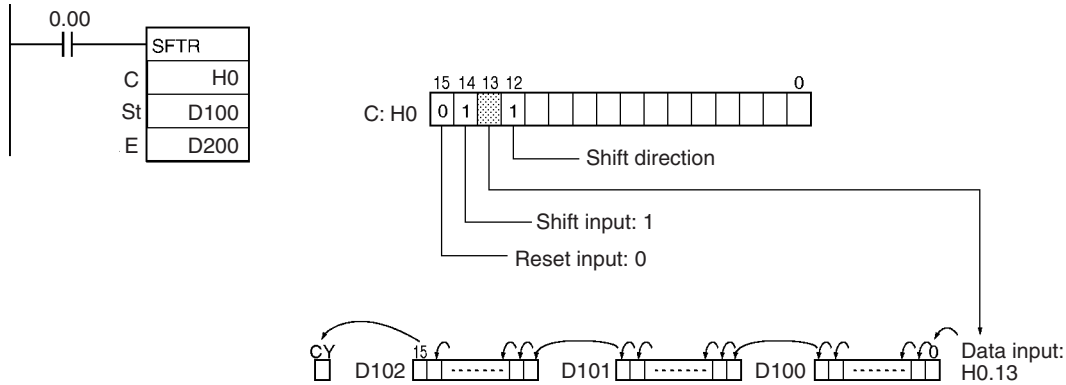 0.00
SFTR
C H0
St D100
E D200
15 14 13 12 0
C: H0 0 1 1
Shift direction
Shift input: 1
Reset input: 0
CY 15 0 Data input:
D102 D101 D100 H0.13